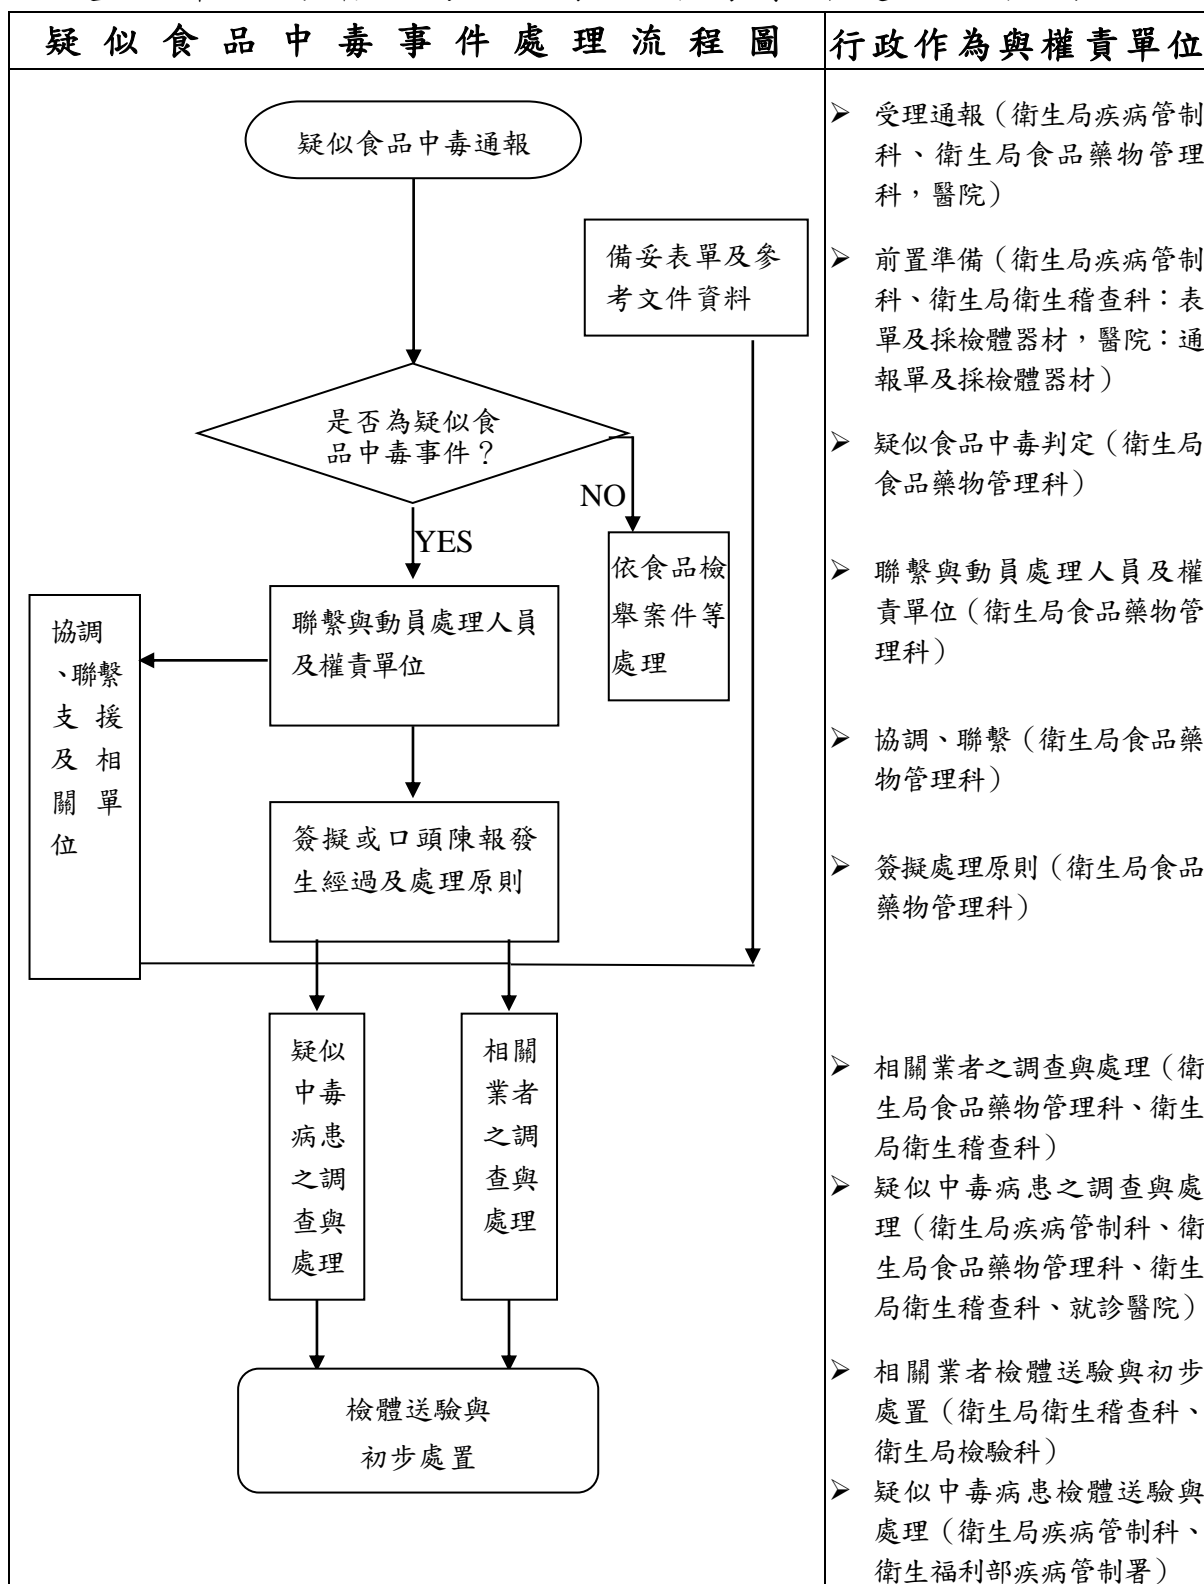 疑似食品中毒事件處理流程圖
行政作為與權責單位
疑似食品中毒通報
備妥表單及參
考文件資料
是否為疑似食
品中毒事件？
NO
YES
依食品檢
舉案件等
處理
聯繫與動員處理人員
及權責單位
協調
、聯繫
支援
及相
關單
位
簽擬或口頭陳報發
生經過及處理原則
疑似
中毒
病患
之調
查與
處理
相關
業者
之調
查與
處理
檢體送驗與
初步處置
➢ 受理通報（衛生局疾病管制
科、衛生局食品藥物管理
科，醫院）
➢ 前置準備（衛生局疾病管制
科、衛生局衛生稽查科：表
單及採檢體器材，醫院：通
報單及採檢體器材）
➢ 疑似食品中毒判定（衛生局
食品藥物管理科）
➢ 聯繫與動員處理人員及權
責單位（衛生局食品藥物管
理科）
➢ 協調、聯繫（衛生局食品藥
物管理科）
➢ 簽擬處理原則（衛生局食品
藥物管理科）
➢ 相關業者之調查與處理（衛
生局食品藥物管理科、衛生
局衛生稽查科）
➢ 疑似中毒病患之調查與處
理（衛生局疾病管制科、衛
生局食品藥物管理科、衛生
局衛生稽查科、就診醫院）
➢ 相關業者檢體送驗與初步
處置（衛生局衛生稽查科、
衛生局檢驗科）
➢ 疑似中毒病患檢體送驗與
處理（衛生局疾病管制科、
衛生福利部疾病管制署）